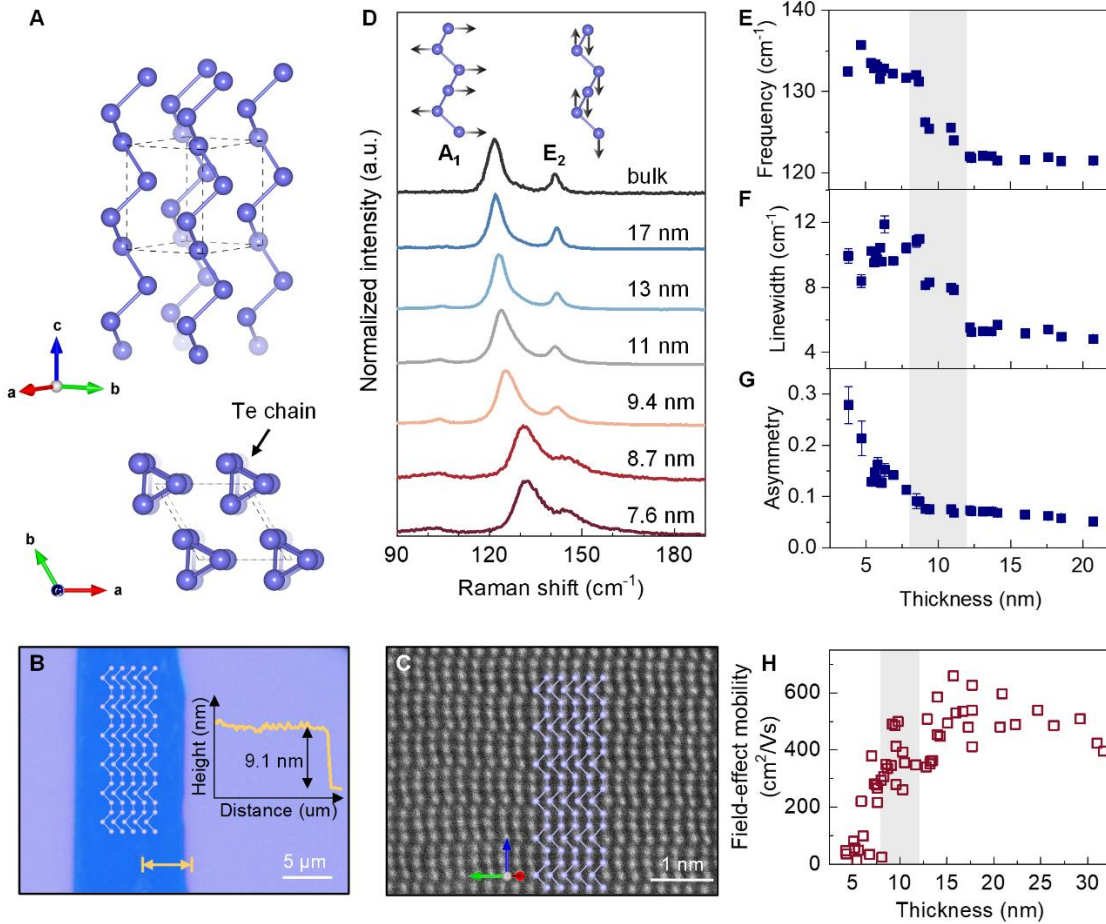 A
c
a
b
Te chain
b
a
D
A₁
E₂
bulk
17 nm
13 nm
11 nm
9.4 nm
8.7 nm
7.6 nm
Normalized intensity (a.u.)
90 120 150 180
Raman shift (cm⁻¹)
E
Frequency (cm⁻¹)
140
130
120
F
Linewidth (cm⁻¹)
12
8
4
G
Asymmetry
0.3
0.2
0.1
0.0
5 10 15 20
Thickness (nm)
B
Height (nm)
9.1 nm
Distance (um)
5 µm
C
1 nm
H
Field-effect mobility
(cm²/Vs)
600
400
200
0
5 10 15 20 25 30
Thickness (nm)